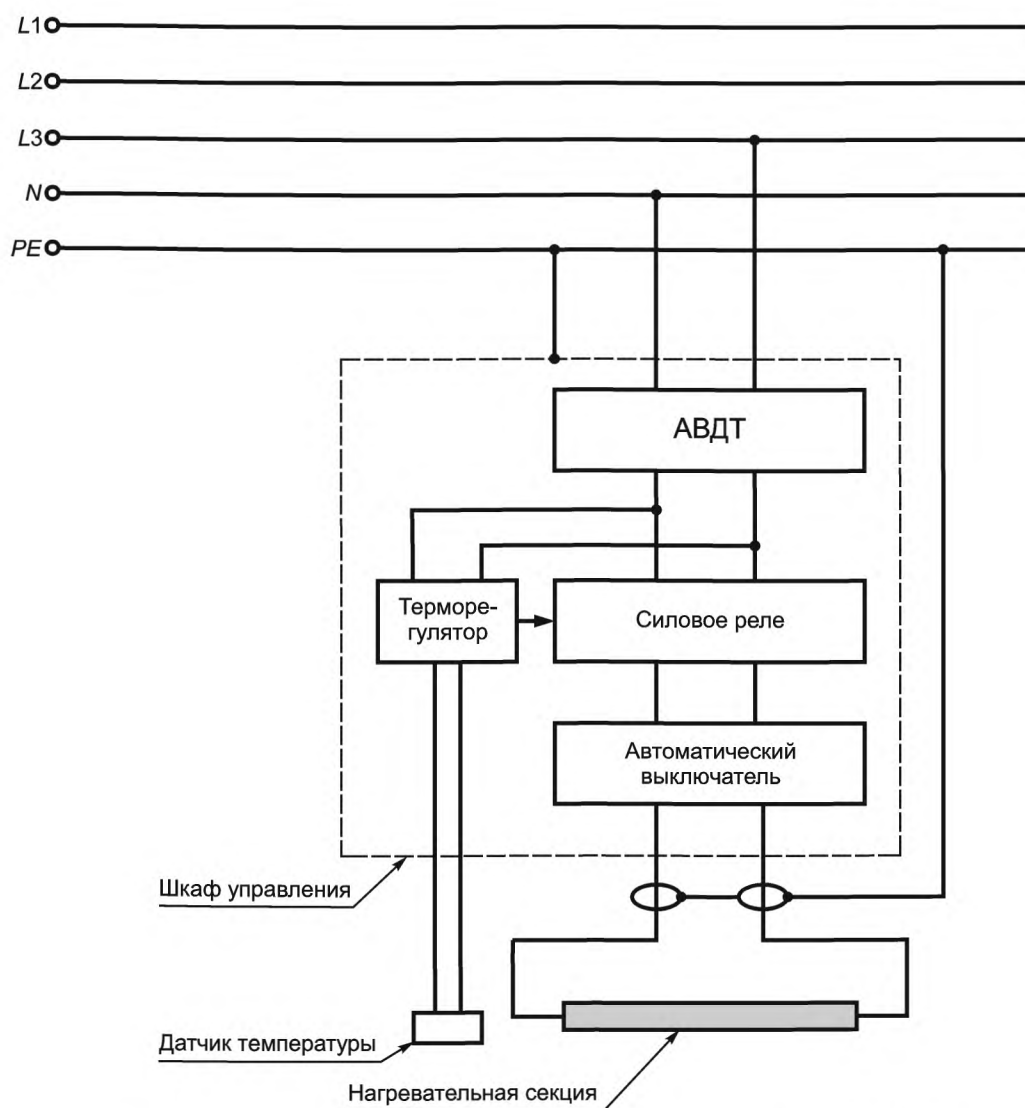 L1
L2
L3
N
PE
АВДТ
Терморе-
гулятор
Силовое реле
Автоматический
выключатель
Шкаф управления
Датчик температуры
Нагревательная секция